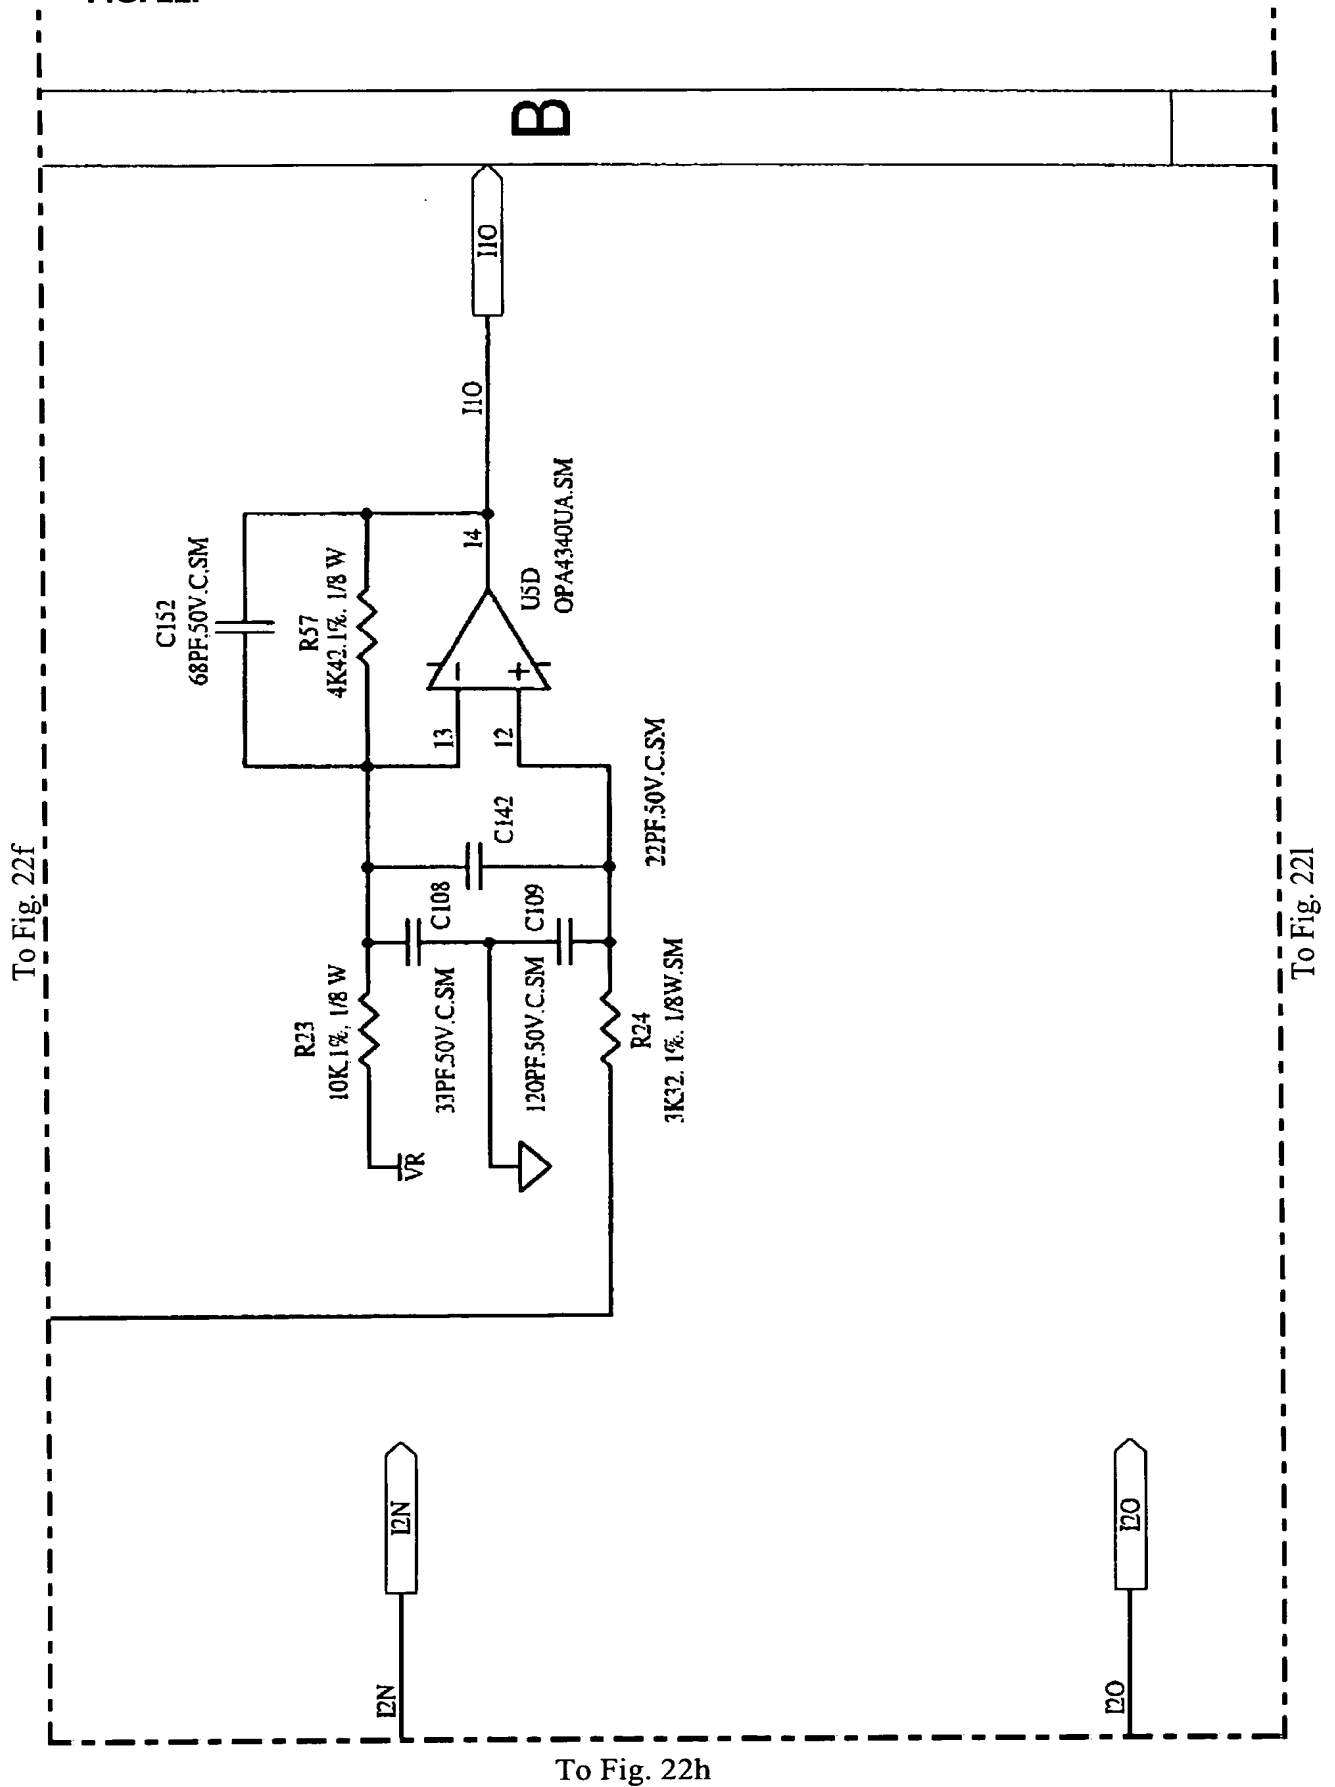 B
I1O
I1O
C152
68PF.50V.C.SM
R57
4K42.1%. 1/8 W
14
U5D
OPA4340UA.SM
13
12
C142
22PF.50V.C.SM
C108
33PF.50V.C.SM
C109
120PF.50V.C.SM
R23
10K.1%, 1/8 W
R24
3K32. 1%. 1/8W.SM
VR
To Fig. 22f
To Fig. 22l
I2N
I2N
I2O
I2O
To Fig. 22h